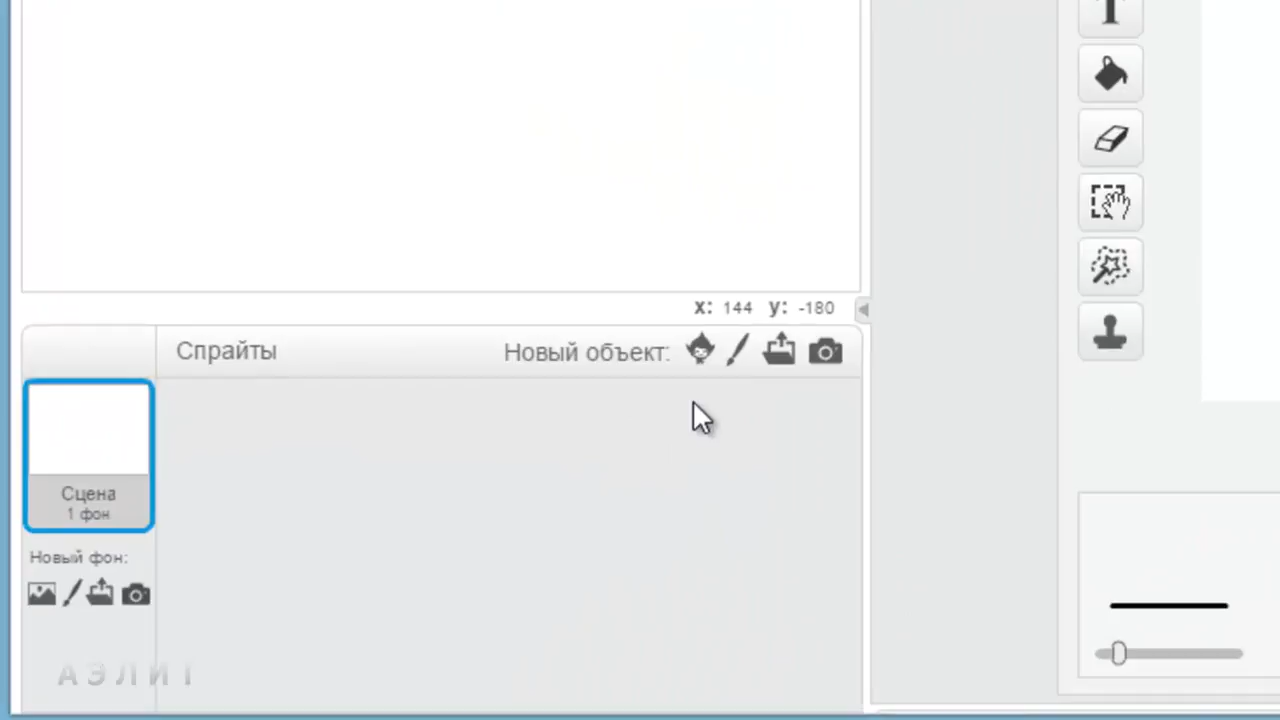 T
x: 144 y: -180
Спрайты
Новый объект:
Сцена
1 фон
Новый фон:
АЭЛИТ